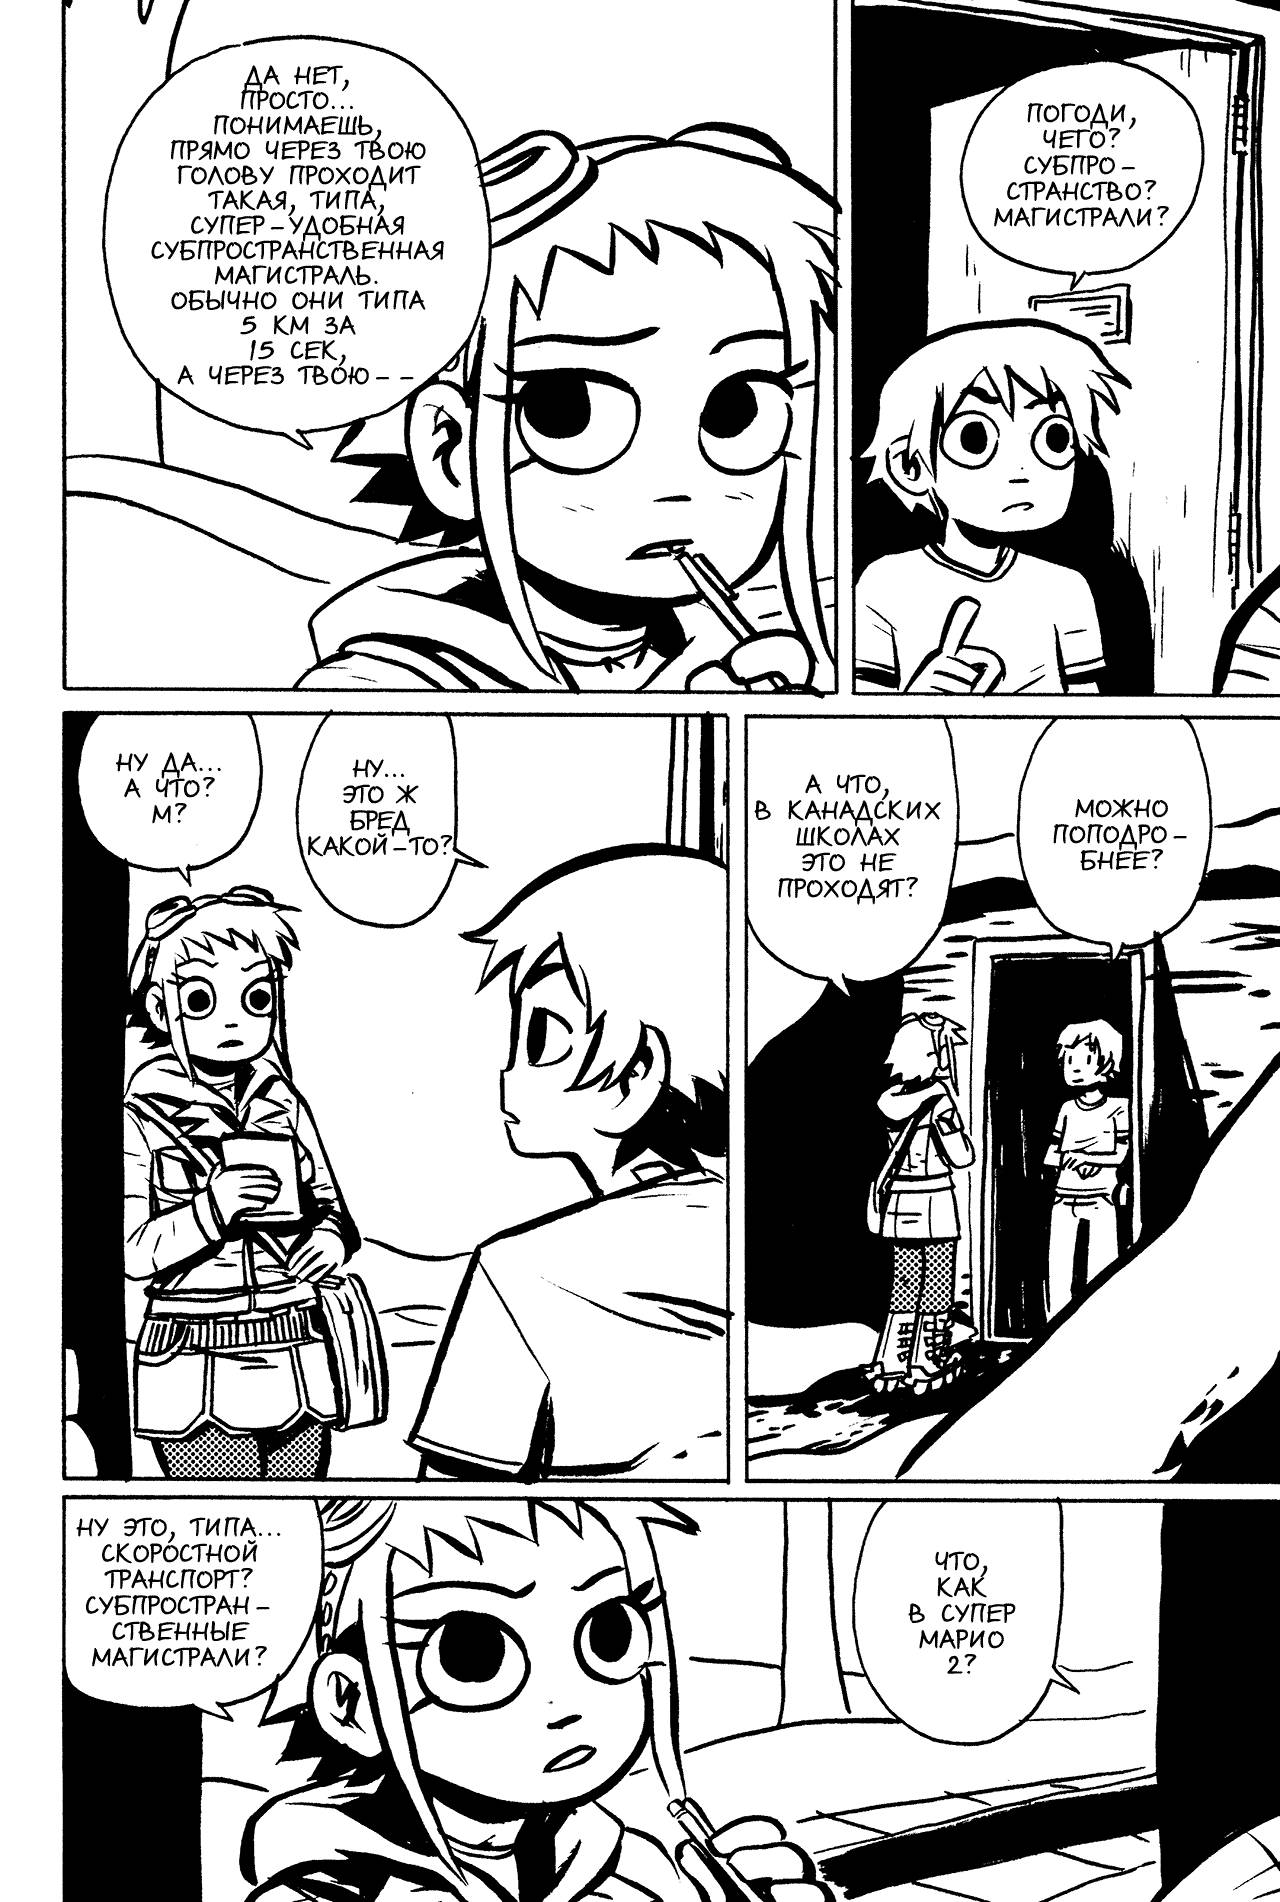 ДА НЕТ,
ПРОСТО...
ПОНИМАЕШЬ,
ПРЯМО ЧЕРЕЗ ТВОЮ
ГОЛОВУ ПРОХОДИТ
ТАКАЯ, ТИПА,
СУПЕР-УДОБНАЯ
СУБПРОСТРАНСТВЕННАЯ
МАГИСТРАЛЬ.
ОБЫЧНО ОНИ ТИПА
5 КМ ЗА
15 СЕК,
А ЧЕРЕЗ ТВОЮ--
ПОГОДИ,
ЧЕГО?
СУБПРО-
СТРАНСТВО?
МАГИСТРАЛИ?
НУ ДА...
А ЧТО?
М?
НУ...
ЭТО Ж
БРЕД
КАКОЙ-ТО?
А ЧТО,
В КАНАДСКИХ
ШКОЛАХ
ЭТО НЕ
ПРОХОДЯТ?
МОЖНО
ПОПОДРО-
БНЕЕ?
НУ ЭТО, ТИПА...
СКОРОСТНОЙ
ТРАНСПОРТ?
СУБПРОСТРАН-
СТВЕННЫЕ
МАГИСТРАЛИ?
ЧТО,
КАК
В СУПЕР
МАРИО
2?